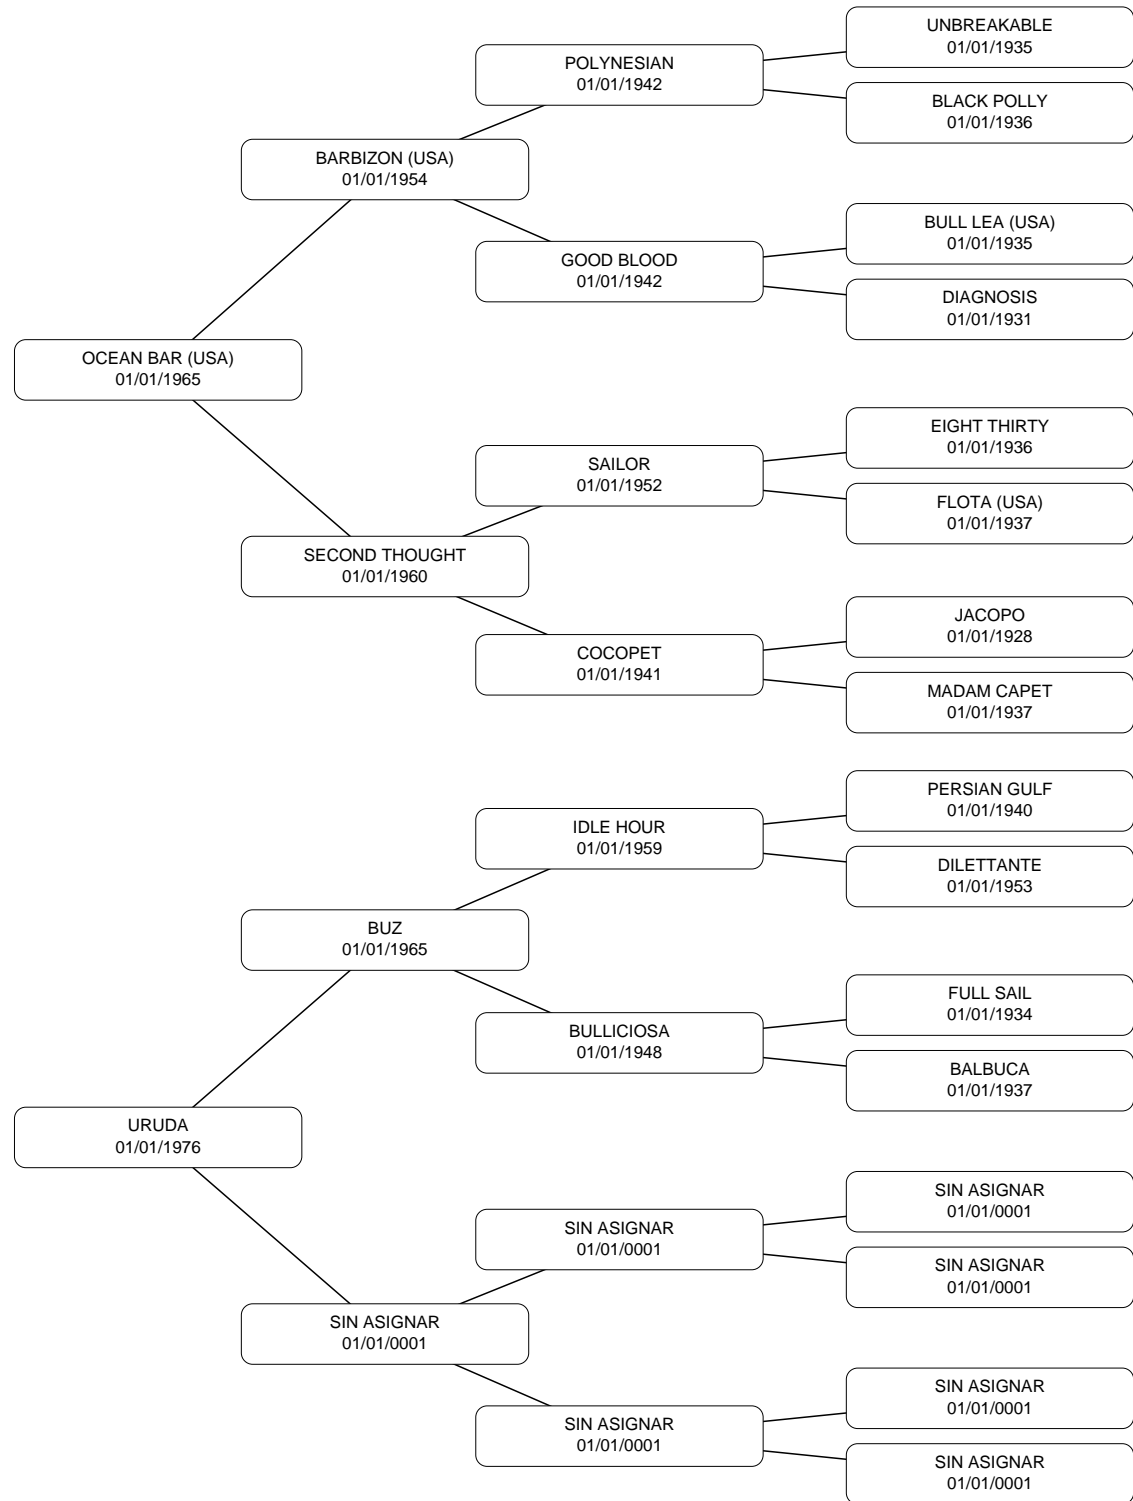 UNBREAKABLE
01/01/1935
POLYNESIAN
01/01/1942
BLACK POLLY
01/01/1936
BARBIZON (USA)
01/01/1954
BULL LEA (USA)
01/01/1935
GOOD BLOOD
01/01/1942
DIAGNOSIS
01/01/1931
OCEAN BAR (USA)
01/01/1965
EIGHT THIRTY
01/01/1936
SAILOR
01/01/1952
FLOTA (USA)
01/01/1937
SECOND THOUGHT
01/01/1960
JACOPO
01/01/1928
COCOPET
01/01/1941
MADAM CAPET
01/01/1937
PERSIAN GULF
01/01/1940
IDLE HOUR
01/01/1959
DILETTANTE
01/01/1953
BUZ
01/01/1965
FULL SAIL
01/01/1934
BULLICIOSA
01/01/1948
BALBUCA
01/01/1937
URUDA
01/01/1976
SIN ASIGNAR
01/01/0001
SIN ASIGNAR
01/01/0001
SIN ASIGNAR
01/01/0001
SIN ASIGNAR
01/01/0001
SIN ASIGNAR
01/01/0001
SIN ASIGNAR
01/01/0001
SIN ASIGNAR
01/01/0001